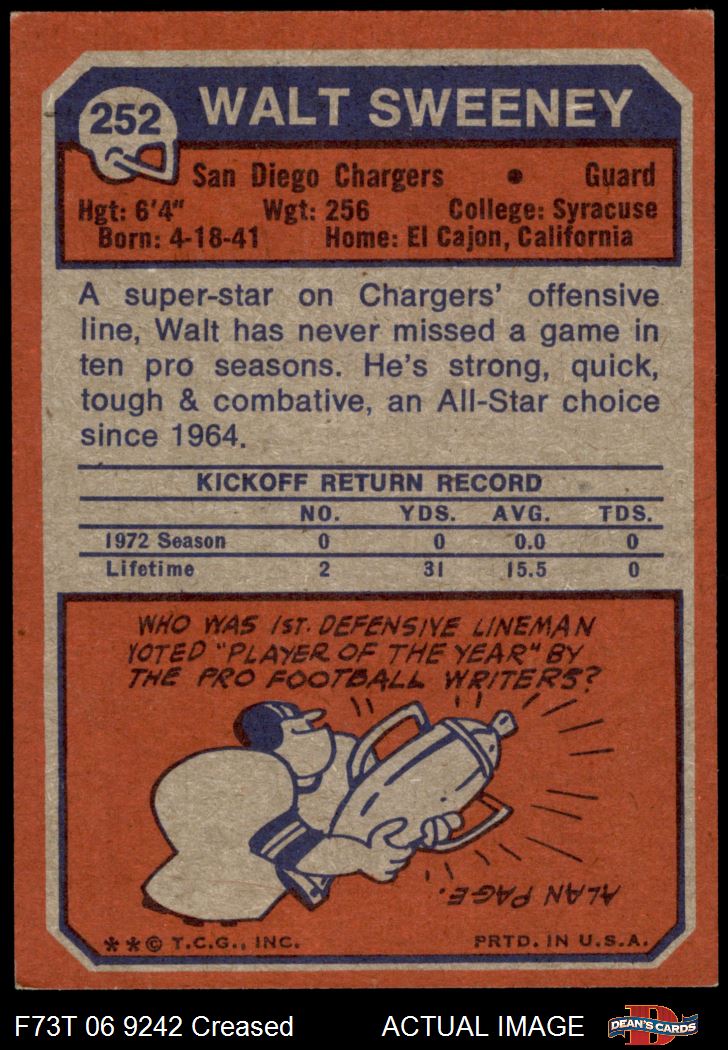 252
WALT SWEENEY
San Diego Chargers • Guard
Hgt: 6'4" Wgt: 256 College: Syracuse
Born: 4-18-41 Home: El Cajon, California
A super-star on Chargers' offensive
line, Walt has never missed a game in
ten pro seasons. He's strong, quick,
tough & combative, an All-Star choice
since 1964.
KICKOFF RETURN RECORD
NO. YDS. AVG. TDS.
1972 Season 0 0 0.0 0
Lifetime 2 31 15.5 0
WHO WAS 1ST. DEFENSIVE LINEMAN
VOTED "PLAYER OF THE YEAR" BY
THE PRO FOOTBALL WRITERS?
ALAN PAGE.
**© T.C.G., INC. PRTD. IN U.S.A.
F73T 06 9242 Creased ACTUAL IMAGE
D
DEAN'S CARDS